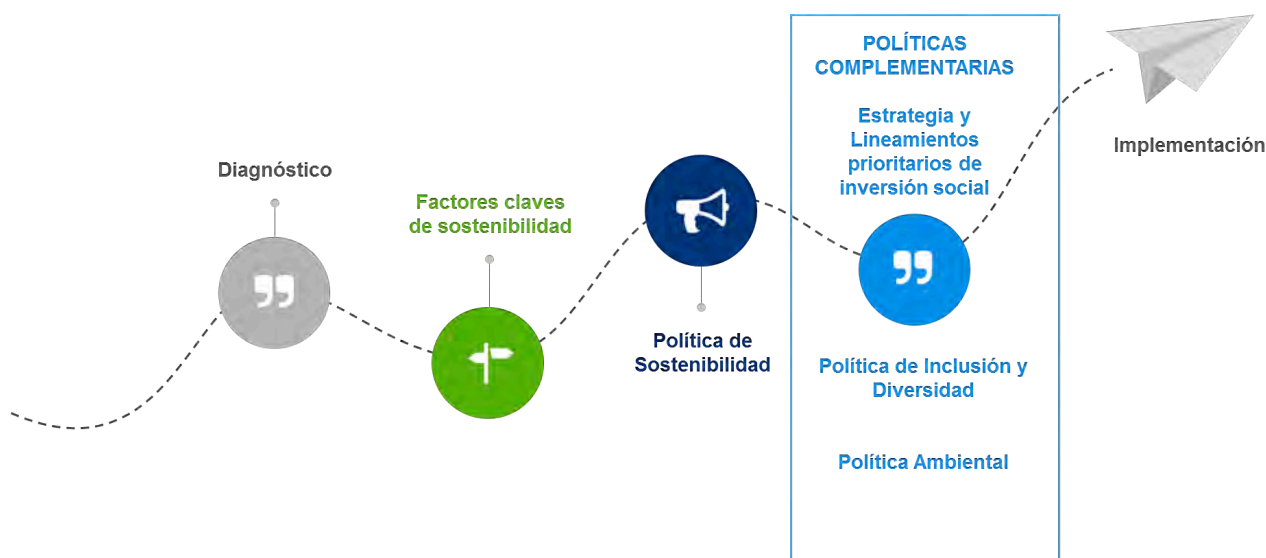 Diagnóstico
Factores claves
de sostenibilidad
Política de
Sostenibilidad
POLÍTICAS
COMPLEMENTARIAS
Estrategia y
Lineamientos
prioritarios de
inversión social
Política de Inclusión y
Diversidad
Política Ambiental
Implementación